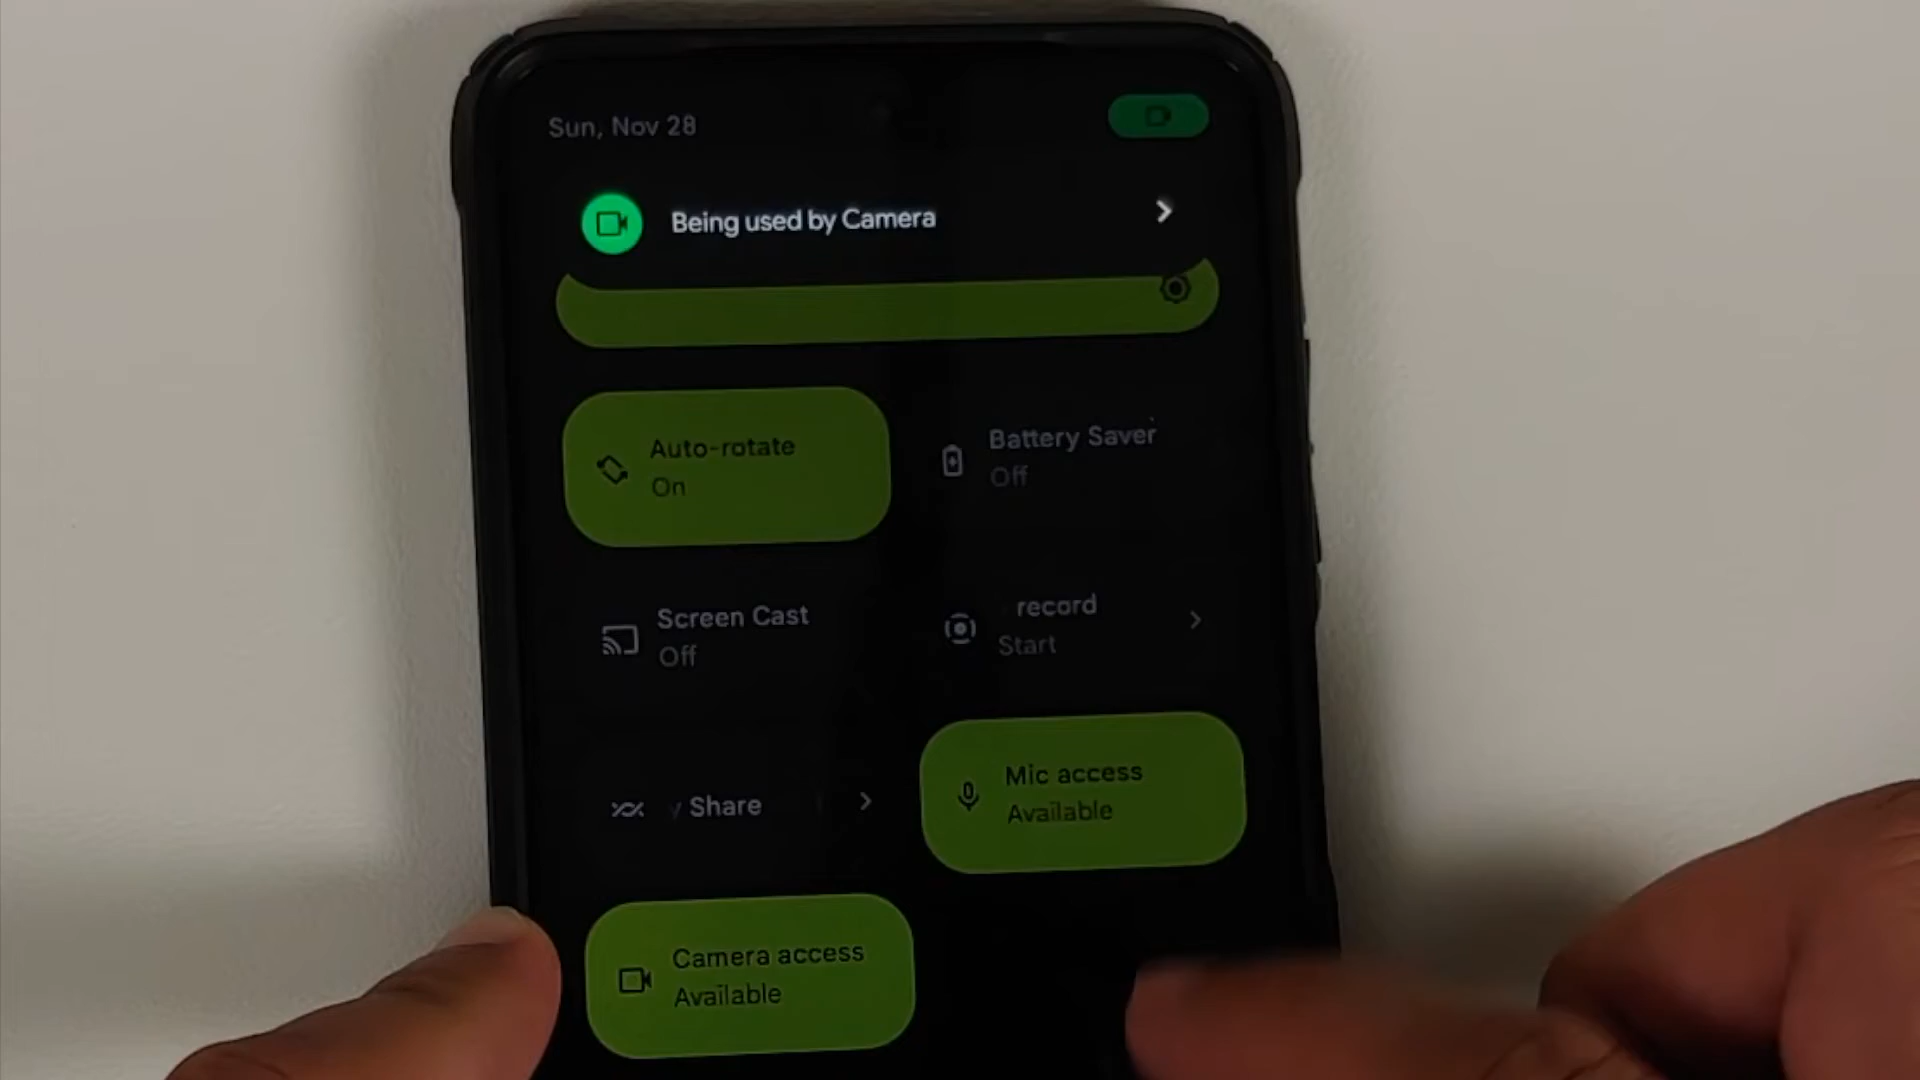 Sun, Nov 28
Being used by Camera
Auto-rotate
On
Battery Saver
Off
Screen Cast
Off
record
Start
Share
Mic access
Available
Camera access
Available